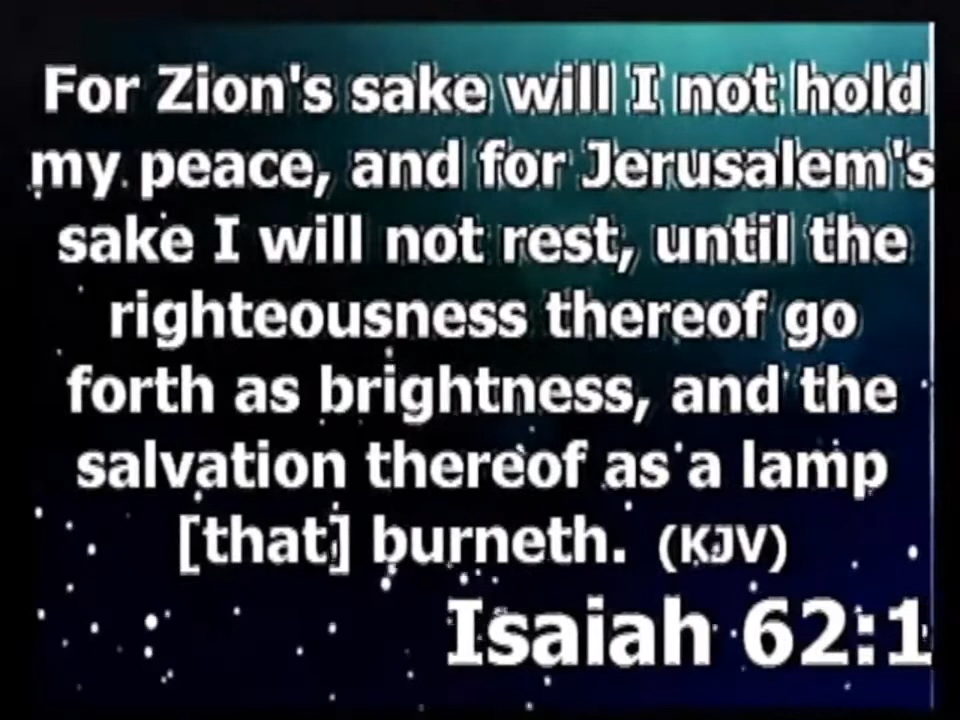 For Zion's sake will I not hold
my peace, and for Jerusalem's
sake I will not rest, until the
righteousness thereof go
forth as brightness, and the
salvation thereof as a lamp
[that] burneth. (KJV)
Isaiah 62:1